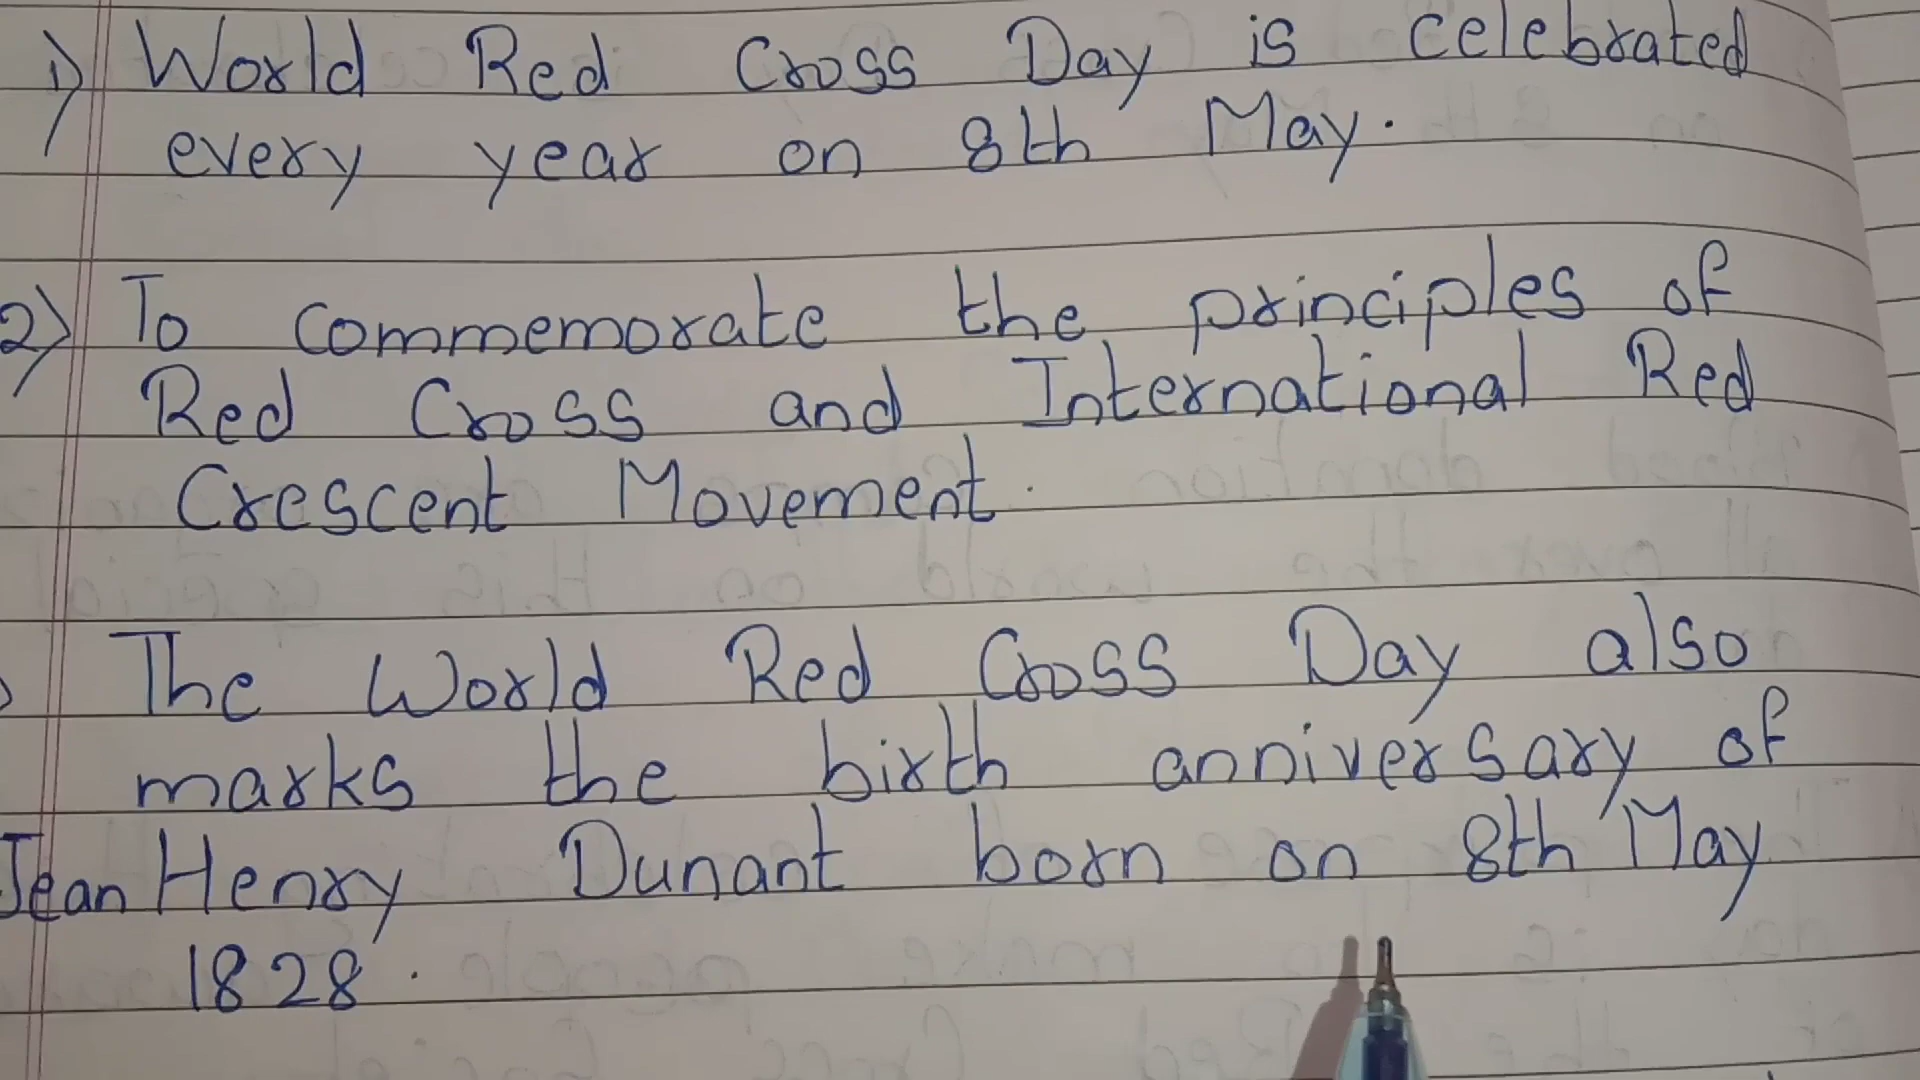 1) World Red Cross Day is celebrated
every year on 8th May.
2) To commemorate the principles of
Red Cross and International Red
Crescent Movement.
The World Red Cross Day also
marks the birth anniversary of
Jean Henry Dunant born on 8th May
1828.